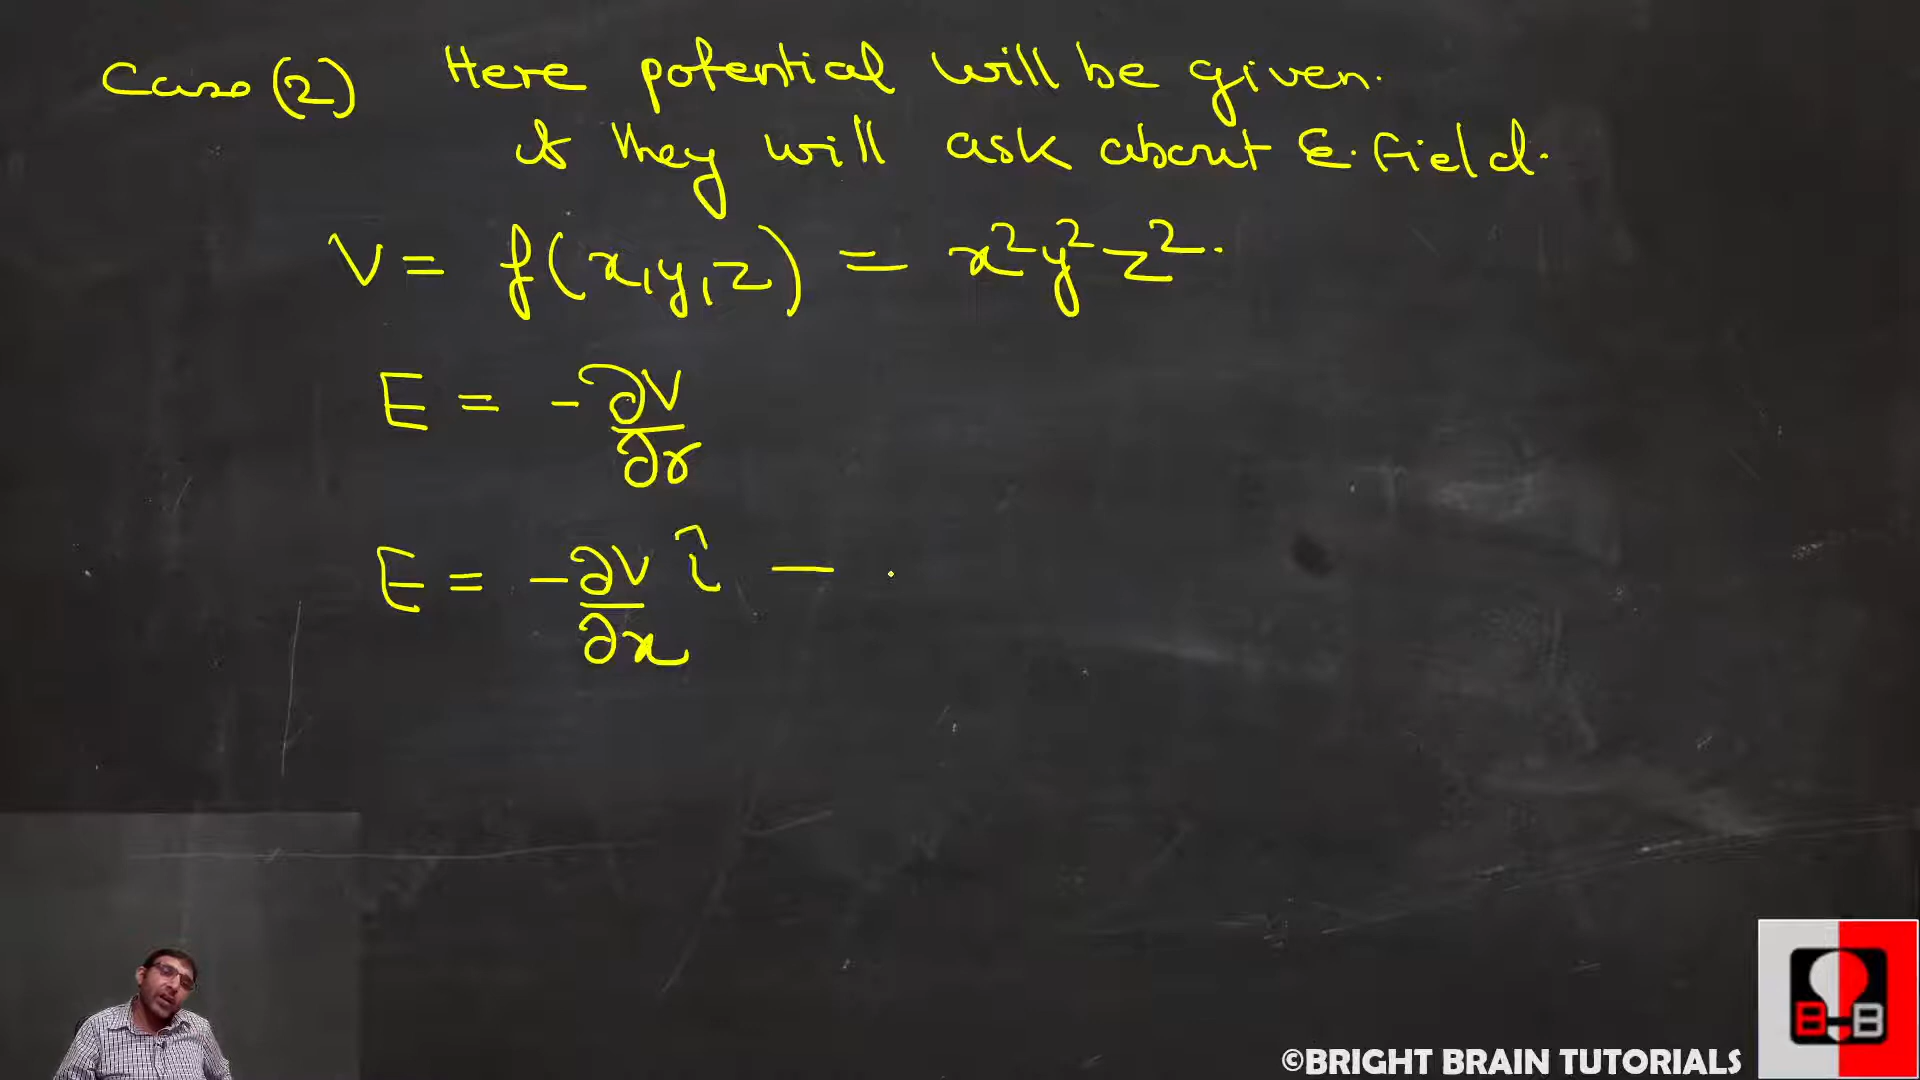 Case (2) Here potential will be given.
& they will ask about E. Field.
V = f(x,y,z) = x²y²z².
E = -∂V/∂r
E = -∂V/∂x î —
B B
©BRIGHT BRAIN TUTORIALS